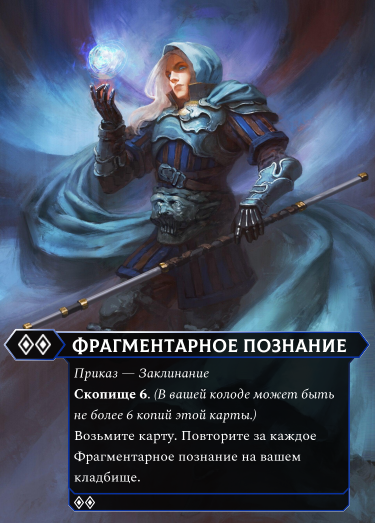 ФРАГМЕНТАРНОЕ ПОЗНАНИЕ
Приказ — Заклинание
Скопище 6. (В вашей колоде может быть
не более 6 копий этой карты.)
Возьмите карту. Повторите за каждое
Фрагментарное познание на вашем
кладбище.